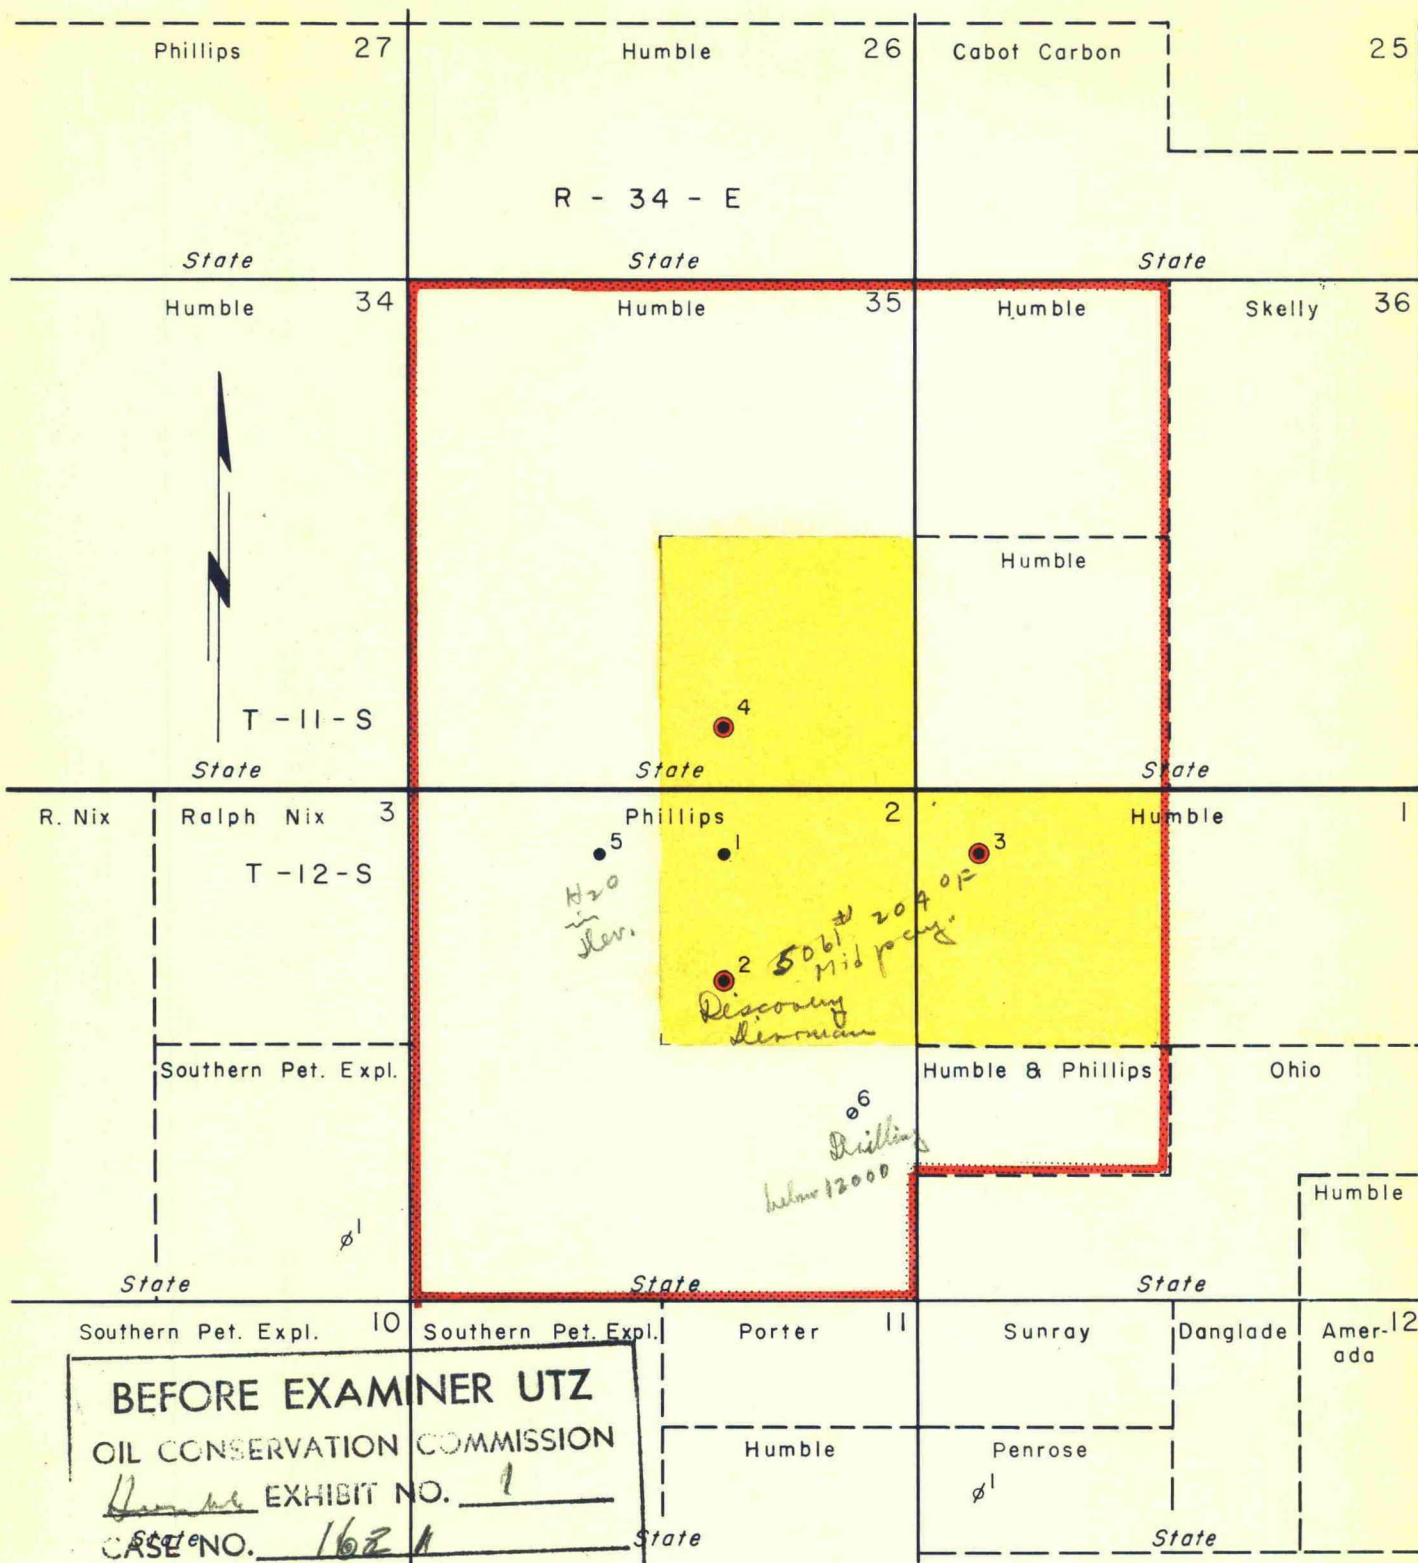 Phillips 27 Humble 26 Cabot Carbon 25
R - 34 - E
State State State
Humble 34 Humble 35 Humble Skelly 36
Humble
T - 11 - S
4
State State State
R. Nix Ralph Nix 3 Phillips 2 Humble 1
5 1 3
T - 12 - S
H2O
in
Dev.
5061# 204 °F
Mid pay
2
Discovery
Devonian
Southern Pet. Expl. Humble & Phillips Ohio
6
Drilling
below 12000
Humble
1
State State State
Southern Pet. Expl. 10 Southern Pet. Expl. Porter 11 Sunray Danglade Amer- 12
ada
BEFORE EXAMINER UTZ
OIL CONSERVATION COMMISSION
Humble EXHIBIT NO. 1
CASE NO. 162
Humble Penrose
1
State State State